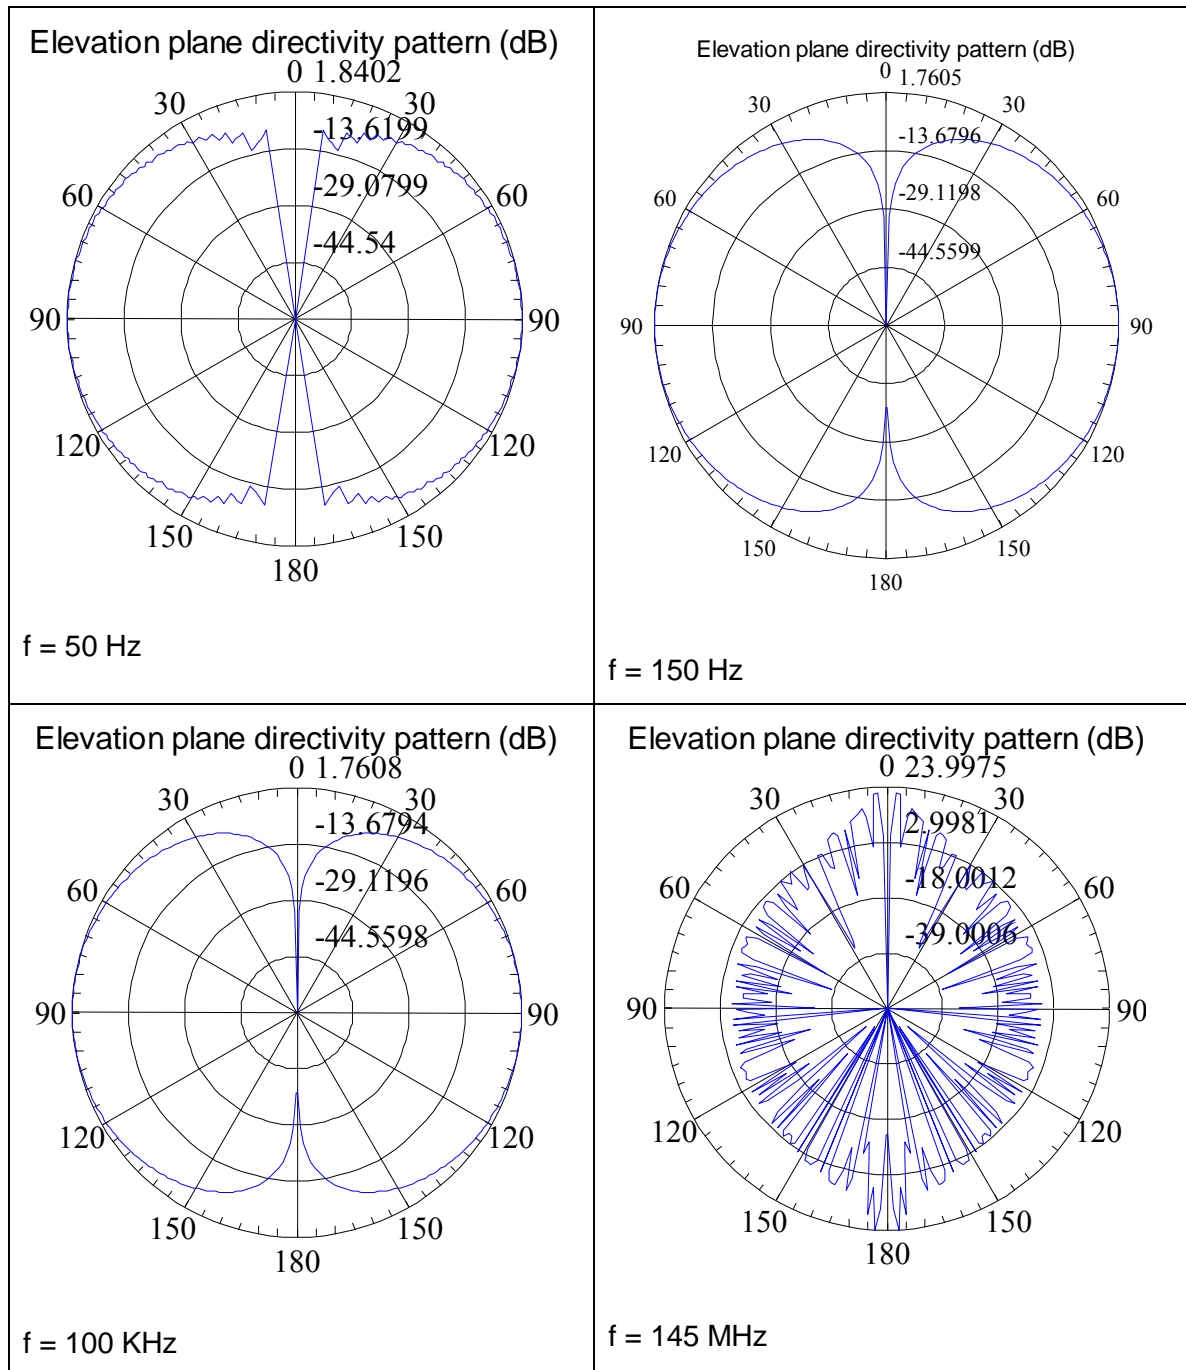 Elevation plane directivity pattern (dB)
0 1.8402
30 30
-13.6199
60 -29.0799 60
-44.54
90 90
120 120
150 150
180
f = 50 Hz
Elevation plane directivity pattern (dB)
0 1.7605
30 30
-13.6796
60 -29.1198 60
-44.5599
90 90
120 120
150 150
180
f = 150 Hz
Elevation plane directivity pattern (dB)
0 1.7608
30 30
-13.6794
60 -29.1196 60
-44.5598
90 90
120 120
150 150
180
f = 100 KHz
Elevation plane directivity pattern (dB)
0 23.9975
30 30
2.9981
60 -18.0012 60
-39.0006
90 90
120 120
150 150
180
f = 145 MHz